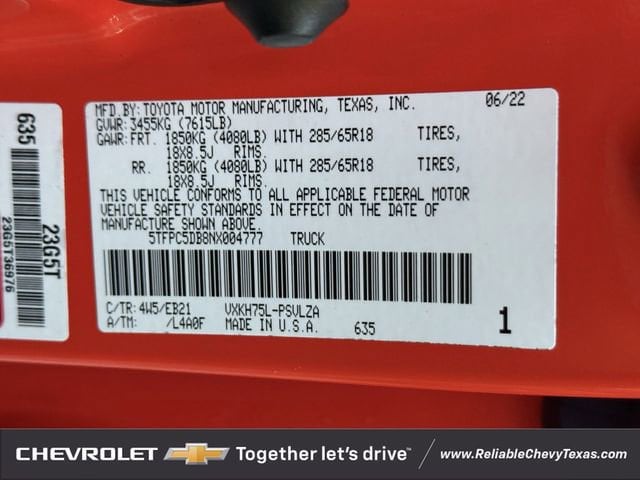 MFD.BY: TOYOTA MOTOR MANUFACTURING, TEXAS, INC. 06/22
GVWR: 3455KG (7615LB)
GAWR: FRT. 1850KG (4080LB) WITH 285/65R18 TIRES,
18X8.5J RIMS.
RR. 1850KG (4080LB) WITH 285/65R18 TIRES,
18X8.5J RIMS.
THIS VEHICLE CONFORMS TO ALL APPLICABLE FEDERAL MOTOR
VEHICLE SAFETY STANDARDS IN EFFECT ON THE DATE OF
MANUFACTURE SHOWN ABOVE.
5TFPC5DB8NX004777 TRUCK
C/TR: 4W5/EB21 VXKH75L-PSVLZA
A/TM: /L4A0F MADE IN U.S.A. 635 1
635
23G5T
23G5T36976
CHEVROLET Together let's drive™ www.ReliableChevyTexas.com